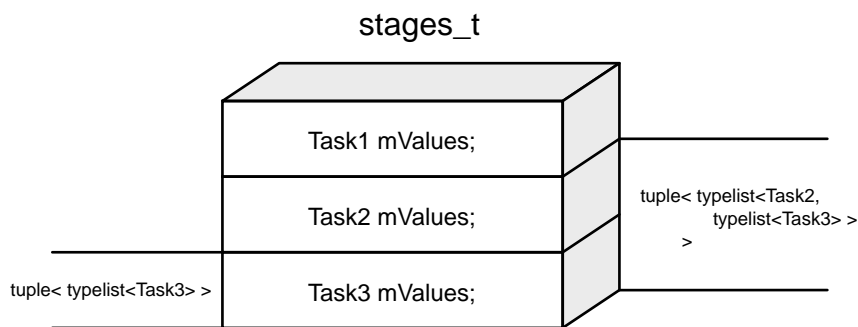 stages_t
Task1 mValues;
Task2 mValues;
Task3 mValues;
tuple< typelist<Task2,
typelist<Task3> >
>
tuple< typelist<Task3> >